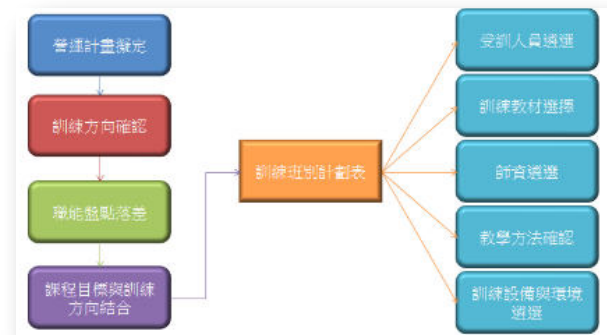 營運計畫擬定
訓練方向確認
職能盤點落差
課程目標與訓練
方向結合
訓練班別計劃表
受訓人員遴選
訓練教材選擇
師資遴選
教學方法確認
訓練設備與環境
遴選